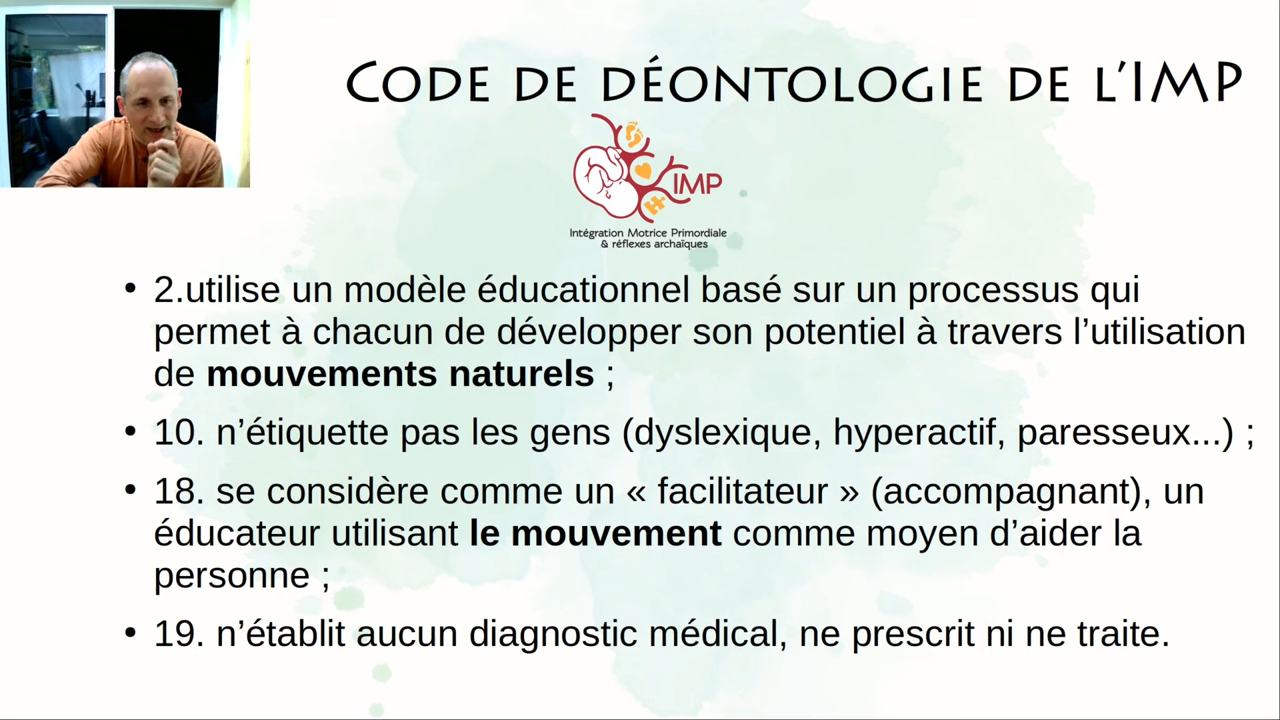 CODE DE DÉONTOLOGIE DE L’IMP
IMP
Intégration Motrice Primordiale
& réflexes archaïques
• 2.utilise un modèle éducationnel basé sur un processus qui
permet à chacun de développer son potentiel à travers l’utilisation
de mouvements naturels ;
• 10. n’étiquette pas les gens (dyslexique, hyperactif, paresseux...) ;
• 18. se considère comme un « facilitateur » (accompagnant), un
éducateur utilisant le mouvement comme moyen d’aider la
personne ;
• 19. n’établit aucun diagnostic médical, ne prescrit ni ne traite.